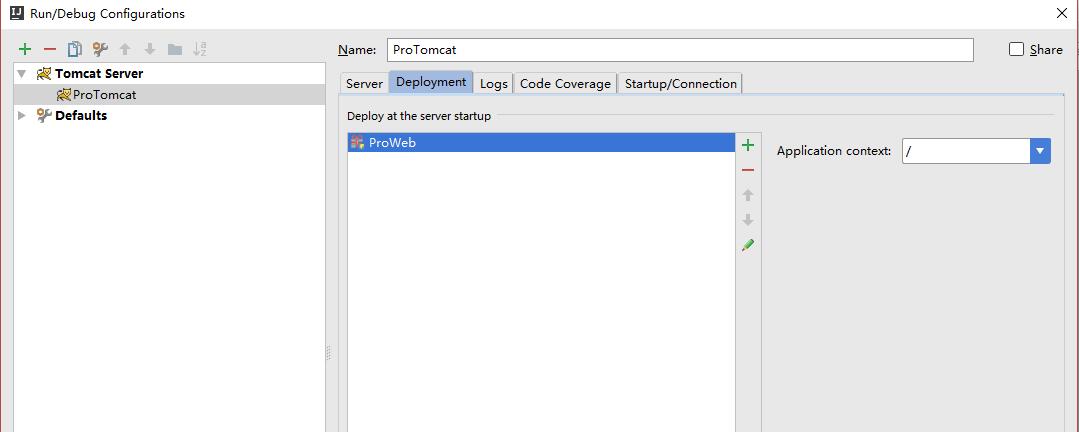 IJ Run/Debug Configurations
Name: ProTomcat Share
Tomcat Server
ProTomcat
Defaults
Server Deployment Logs Code Coverage Startup/Connection
Deploy at the server startup
ProWeb
Application context: /